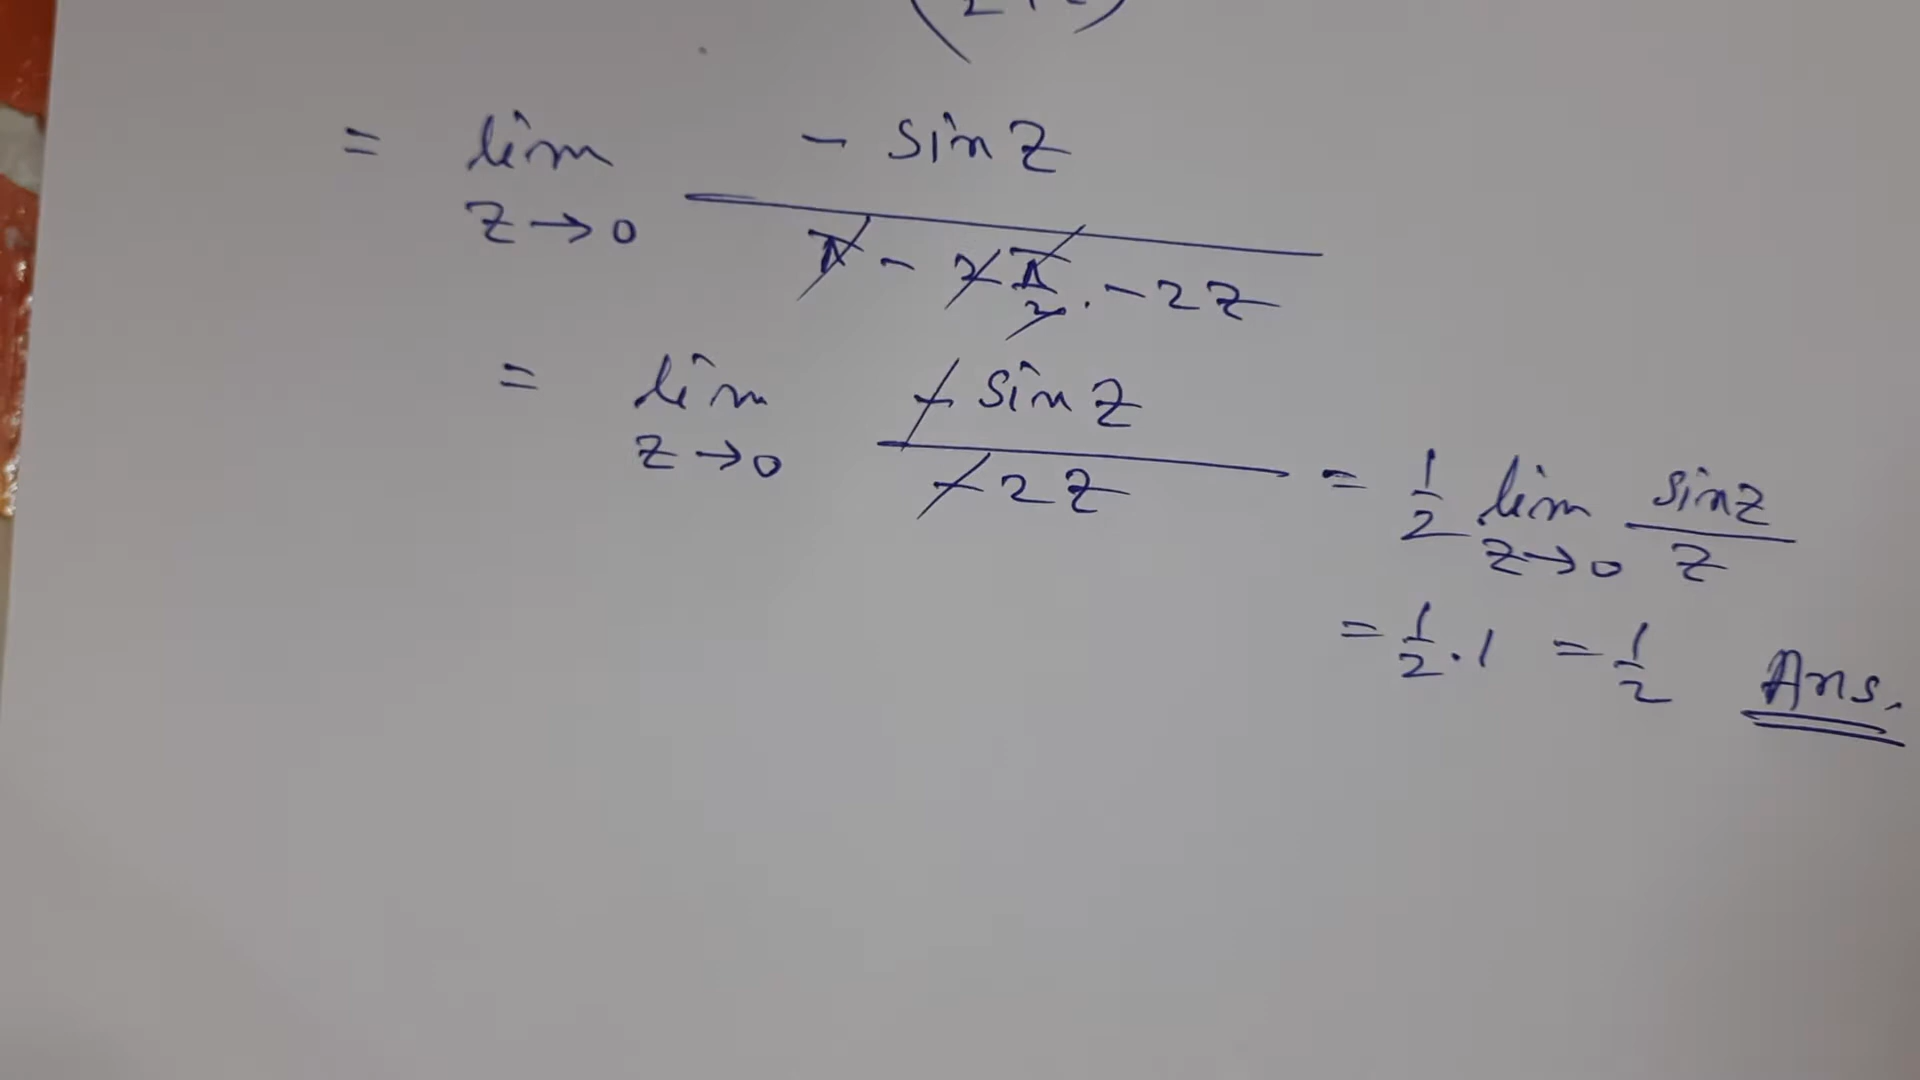 = lim - sin z
z→0 π - 2π/2 - 2z
= lim - sin z
z→0 - 2z = 1/2 lim sin z / z
z→0
= 1/2 . 1 = 1/2 Ans.